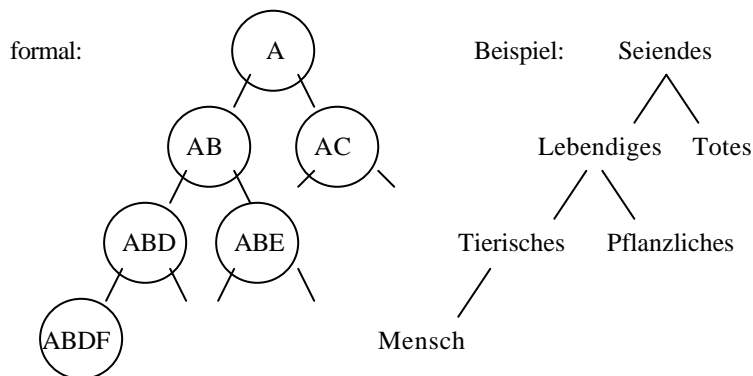 formal: A Beispiel: Seiendes
AB AC Lebendiges Totes
ABD ABE Tierisches Pflanzliches
ABDF Mensch